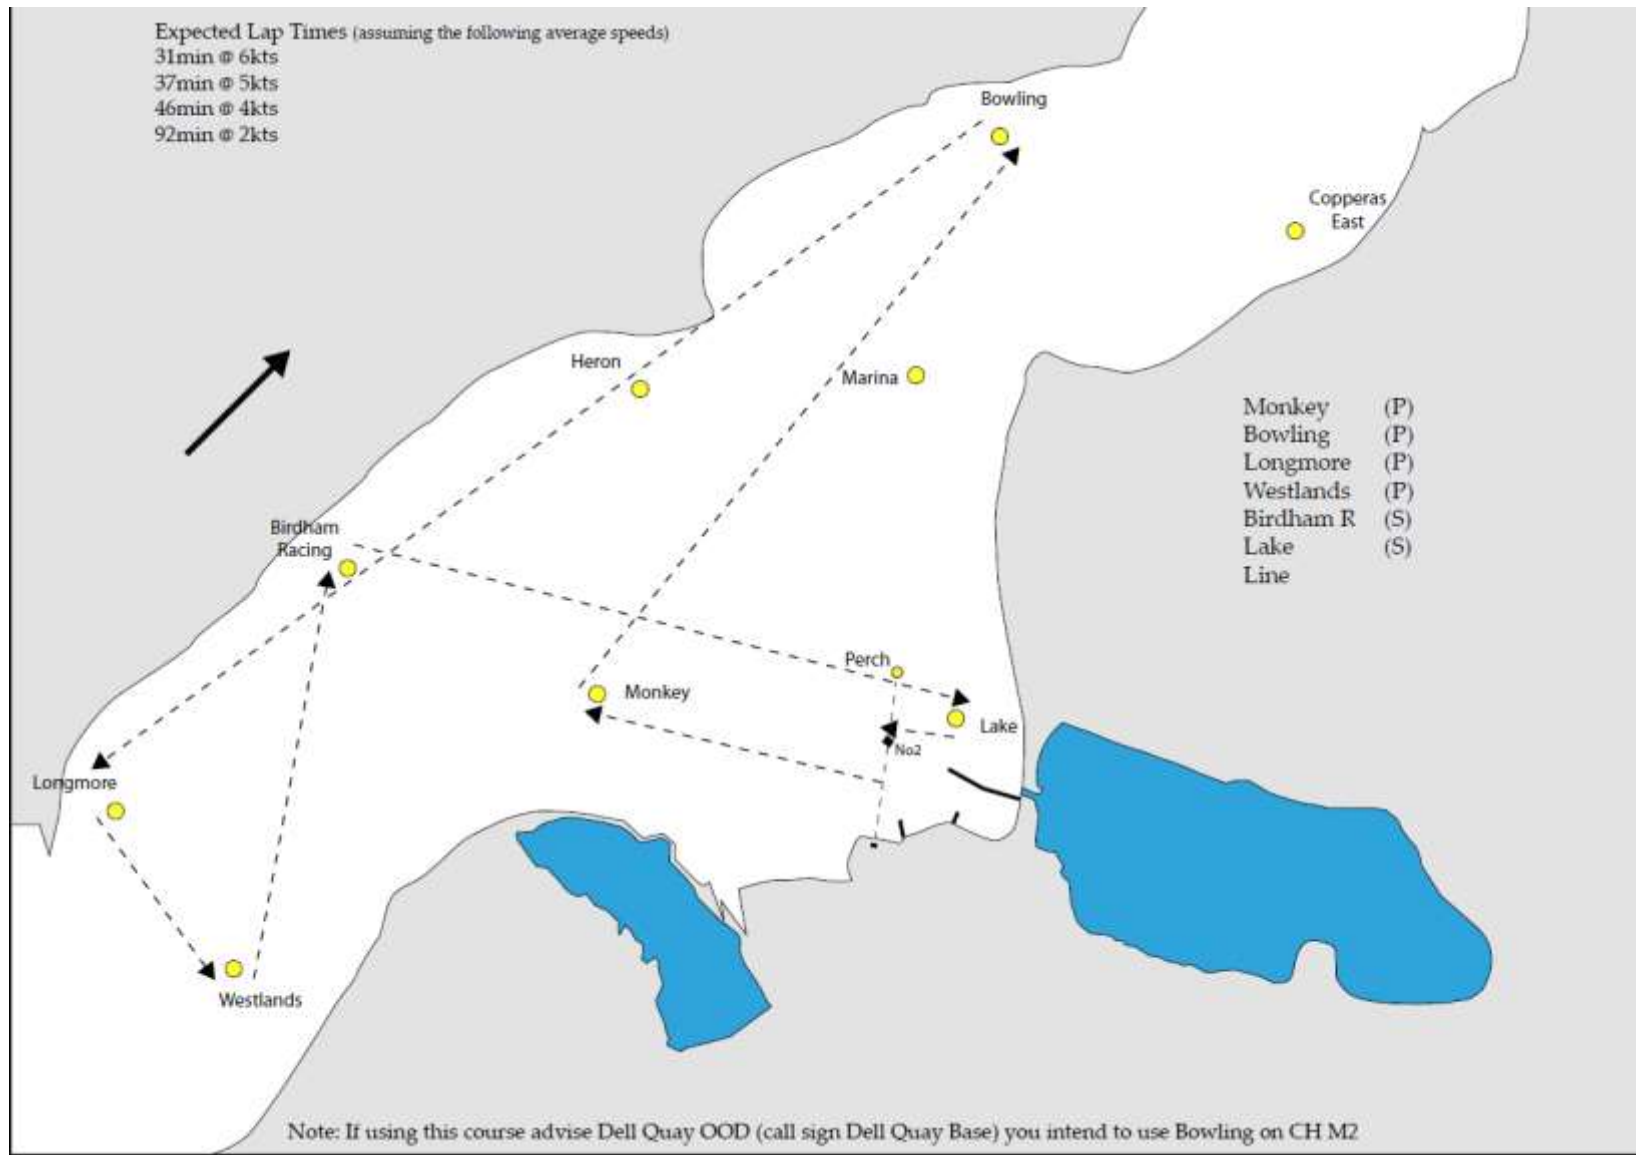 Expected Lap Times (assuming the following average speeds)
31min @ 6kts
37min @ 5kts
46min @ 4kts
92min @ 2kts
Bowling
Copperas
East
Heron
Marina
Monkey (P)
Bowling (P)
Longmore (P)
Westlands (P)
Birdham R (S)
Lake (S)
Line
Birdham
Racing
Perch
Monkey
Lake
No2
Longmore
Westlands
Note: If using this course advise Dell Quay OOD (call sign Dell Quay Base) you intend to use Bowling on CH M2